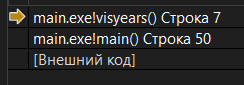 main.exe!visyears() Строка 7
main.exe!main() Строка 50
[Внешний код]